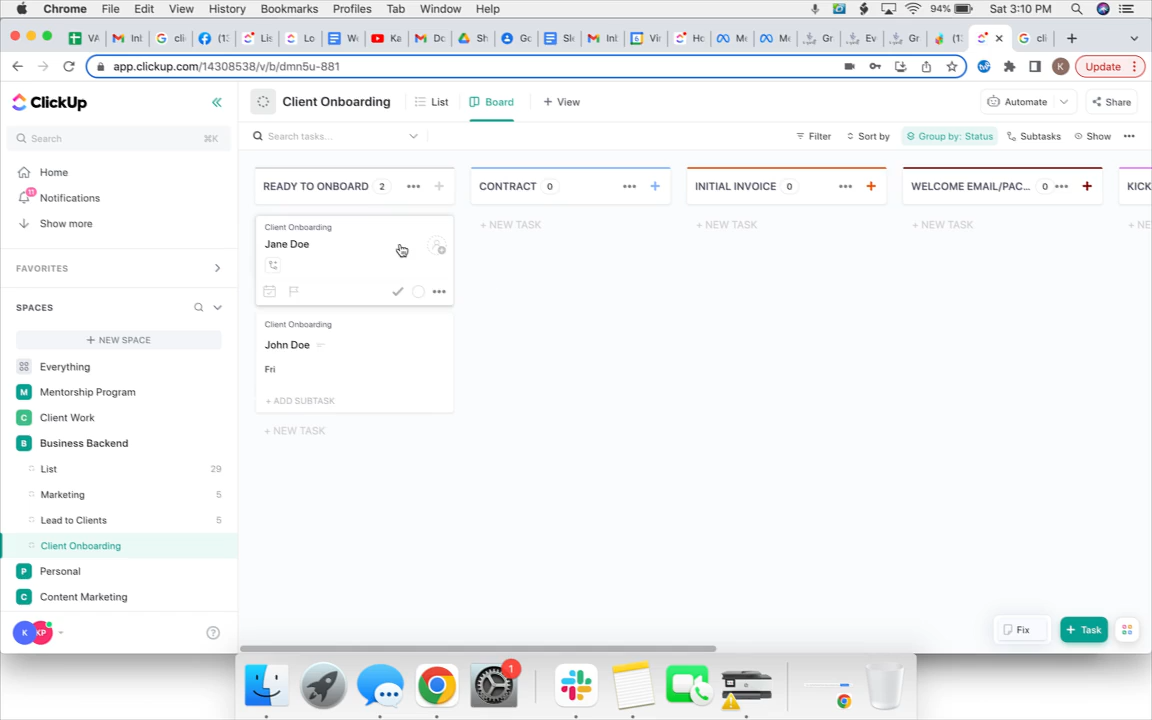 Chrome File Edit View History Bookmarks Profiles Tab Window Help
94% Sat 3:10 PM
app.clickup.com/14308538/v/b/dmn5u-881
K
Update
ClickUp
Client Onboarding
List
Board
+ View
Automate
Share
Search
⌘K
Search tasks...
Filter
Sort by
Group by: Status
Subtasks
Show
Home
11
Notifications
Show more
FAVORITES
SPACES
+ NEW SPACE
Everything
M Mentorship Program
C Client Work
B Business Backend
List 29
Marketing 5
Lead to Clients 5
Client Onboarding
P Personal
C Content Marketing
K KP
READY TO ONBOARD 2
Client Onboarding
Jane Doe
Client Onboarding
John Doe
Fri
+ ADD SUBTASK
+ NEW TASK
CONTRACT 0
+ NEW TASK
INITIAL INVOICE 0
+ NEW TASK
WELCOME EMAIL/PAC... 0
+ NEW TASK
KICK
+ NE
Fix
+ Task
1